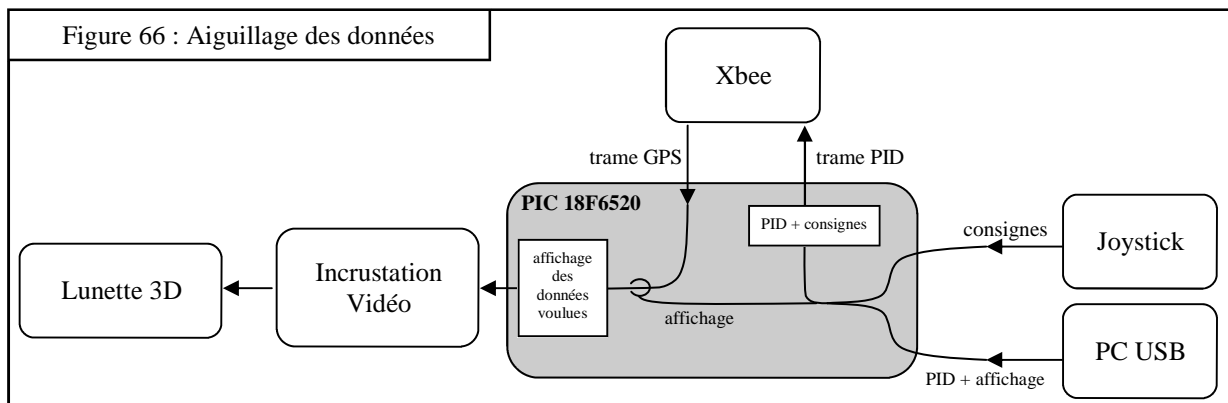 Figure 66 : Aiguillage des données
Xbee
trame GPS
trame PID
PIC 18F6520
PID + consignes
consignes
Joystick
Lunette 3D
Incrustation
Vidéo
affichage
des
données
voulues
affichage
PC USB
PID + affichage